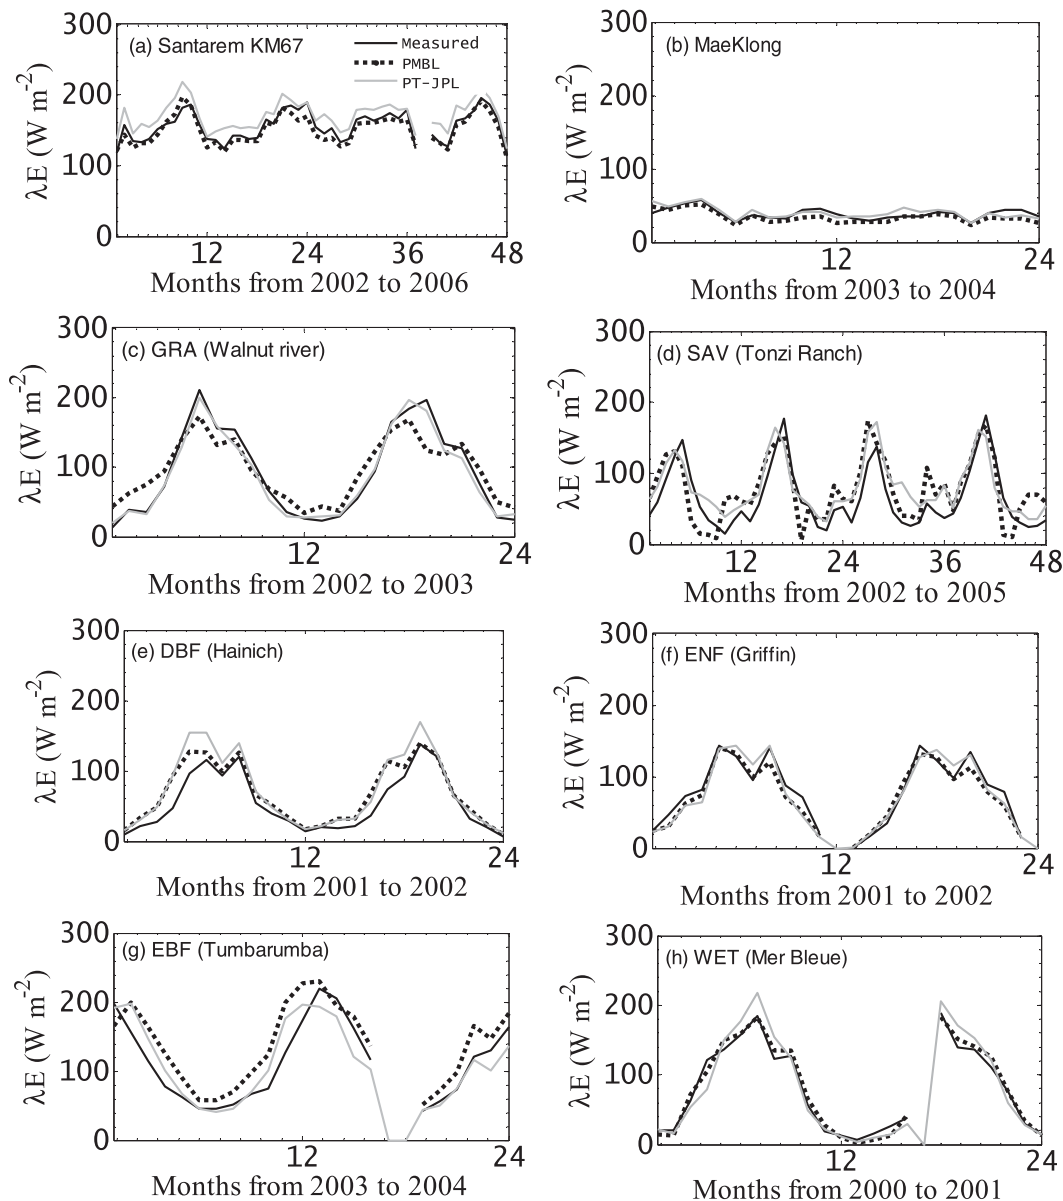 300
200
100
0
λE (W m-2)
(a) Santarem KM67
Measured
PMBL
PT-JPL
12
24
36
48
Months from 2002 to 2006
300
200
100
0
λE (W m-2)
(b) MaeKlong
12
24
Months from 2003 to 2004
300
200
100
0
λE (W m-2)
(c) GRA (Walnut river)
12
24
Months from 2002 to 2003
300
200
100
0
λE (W m-2)
(d) SAV (Tonzi Ranch)
12
24
36
48
Months from 2002 to 2005
300
200
100
0
λE (W m-2)
(e) DBF (Hainich)
12
24
Months from 2001 to 2002
300
200
100
0
λE (W m-2)
(f) ENF (Griffin)
12
24
Months from 2001 to 2002
300
200
100
0
λE (W m-2)
(g) EBF (Tumbarumba)
12
24
Months from 2003 to 2004
300
200
100
0
λE (W m-2)
(h) WET (Mer Bleue)
12
24
Months from 2000 to 2001